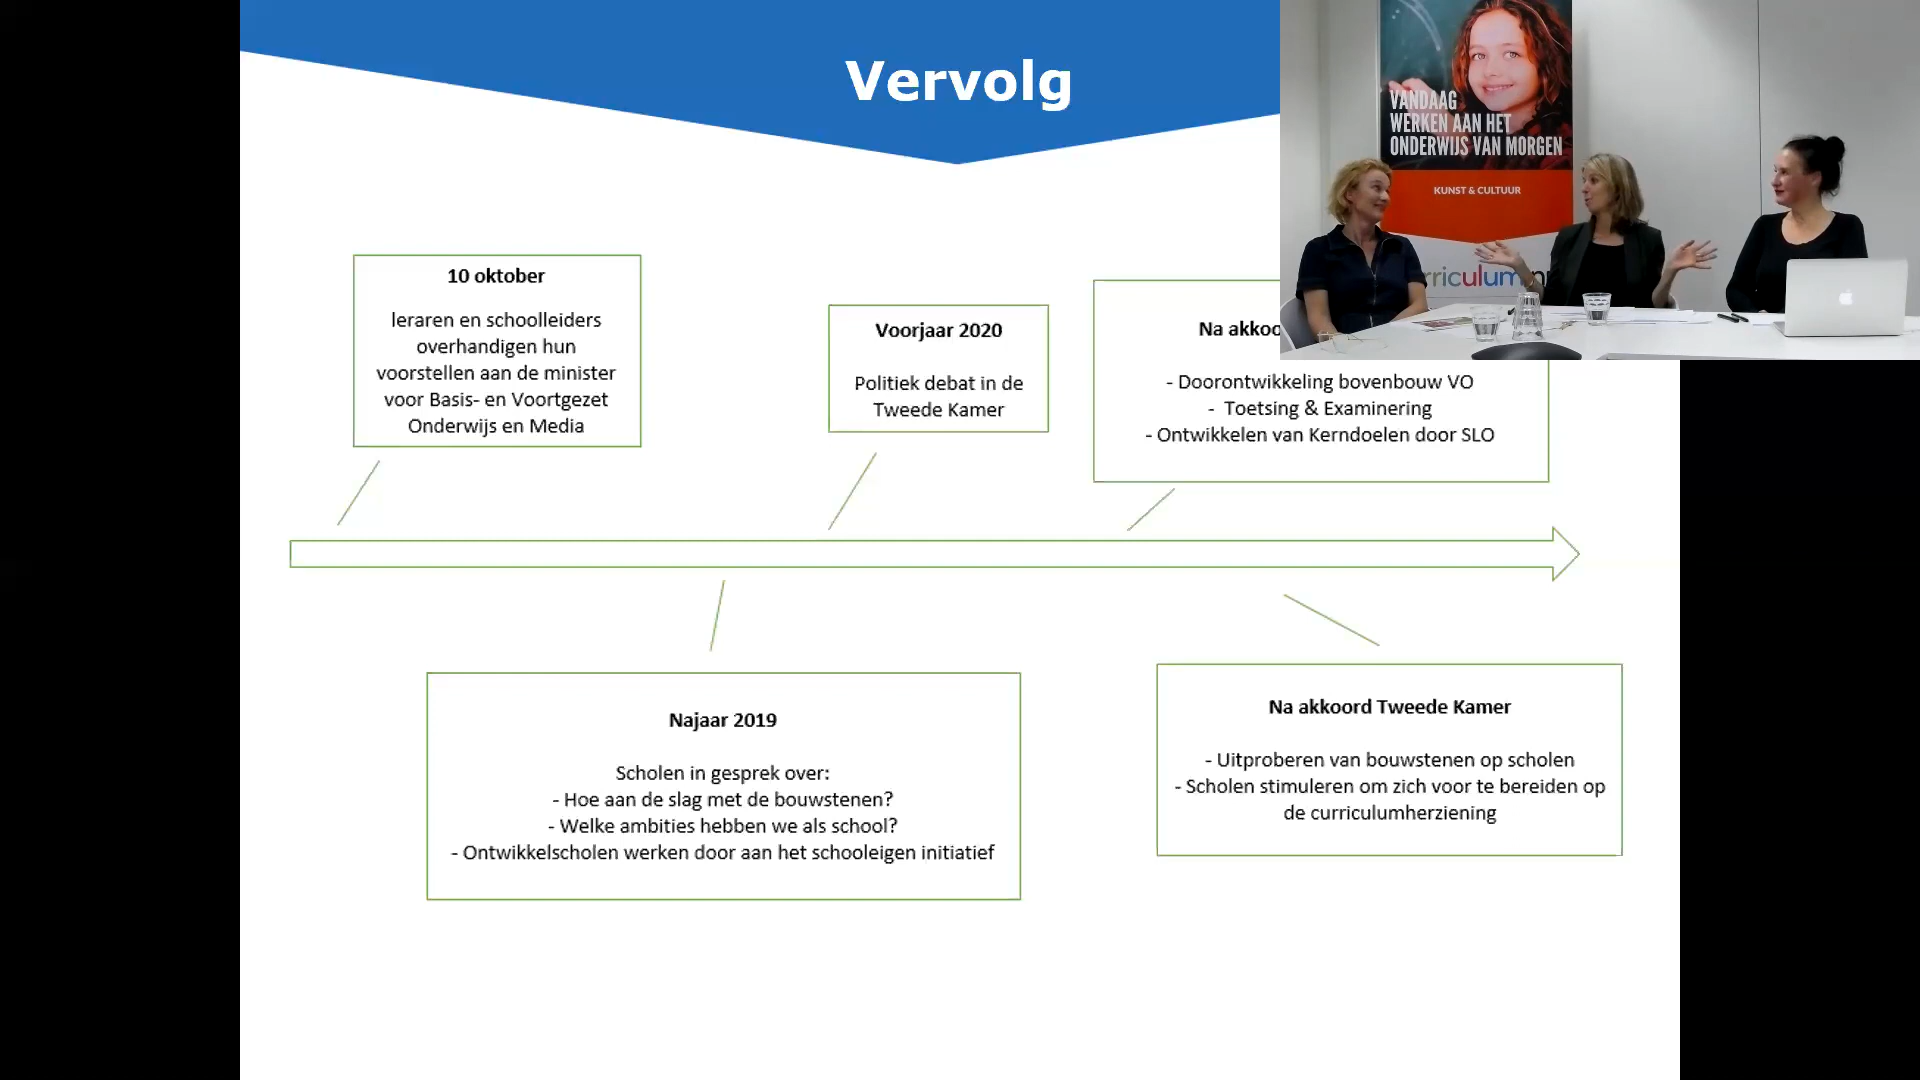 Vervolg
VANDAAG
WERKEN AAN HET
ONDERWIJS VAN MORGEN
KUNST & CULTUUR
10 oktober
leraren en schoolleiders
overhandigen hun
voorstellen aan de minister
voor Basis- en Voortgezet
Onderwijs en Media
Voorjaar 2020
Politiek debat in de
Tweede Kamer
Na
- Doorontwikkeling bovenbouw VO
- Toetsing & Examinering
- Ontwikkelen van Kerndoelen door SLO
Najaar 2019
Scholen in gesprek over:
- Hoe aan de slag met de bouwstenen?
- Welke ambities hebben we als school?
- Ontwikkelscholen werken door aan het schooleigen initiatief
Na akkoord Tweede Kamer
- Uitproberen van bouwstenen op scholen
- Scholen stimuleren om zich voor te bereiden op
de curriculumherziening